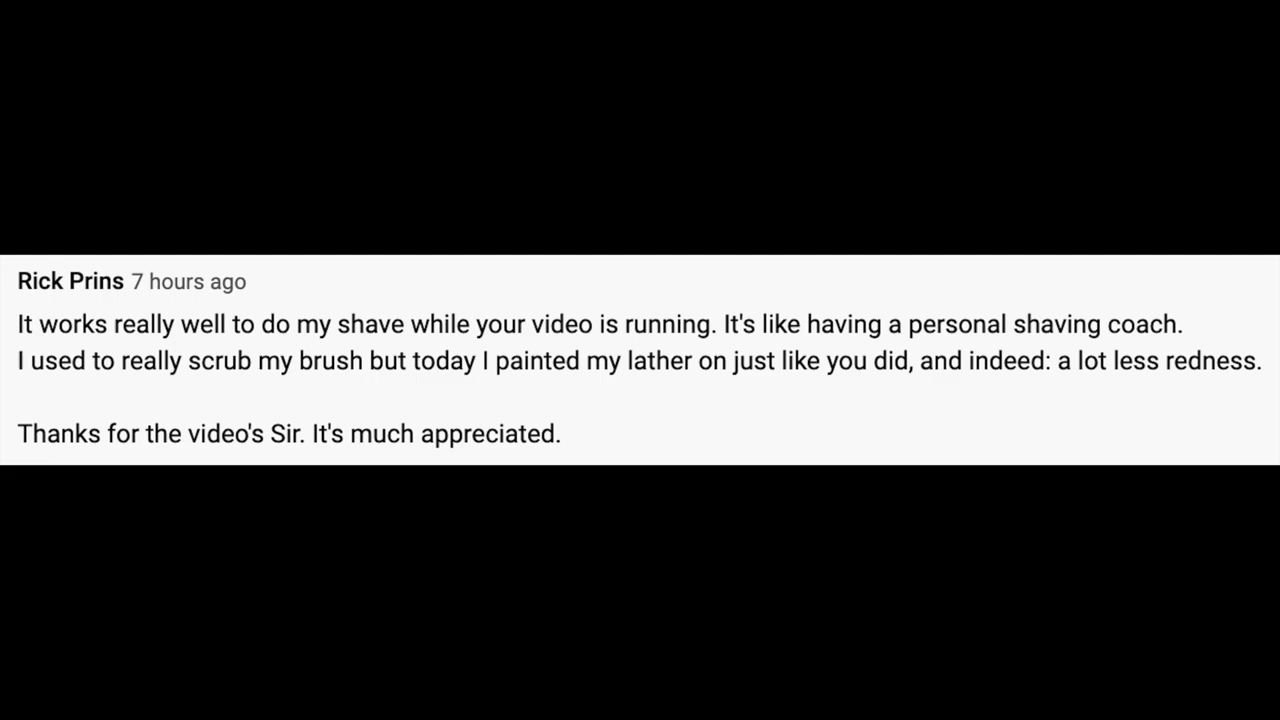 Rick Prins 7 hours ago
It works really well to do my shave while your video is running. It's like having a personal shaving coach.
I used to really scrub my brush but today I painted my lather on just like you did, and indeed: a lot less redness.
Thanks for the video's Sir. It's much appreciated.